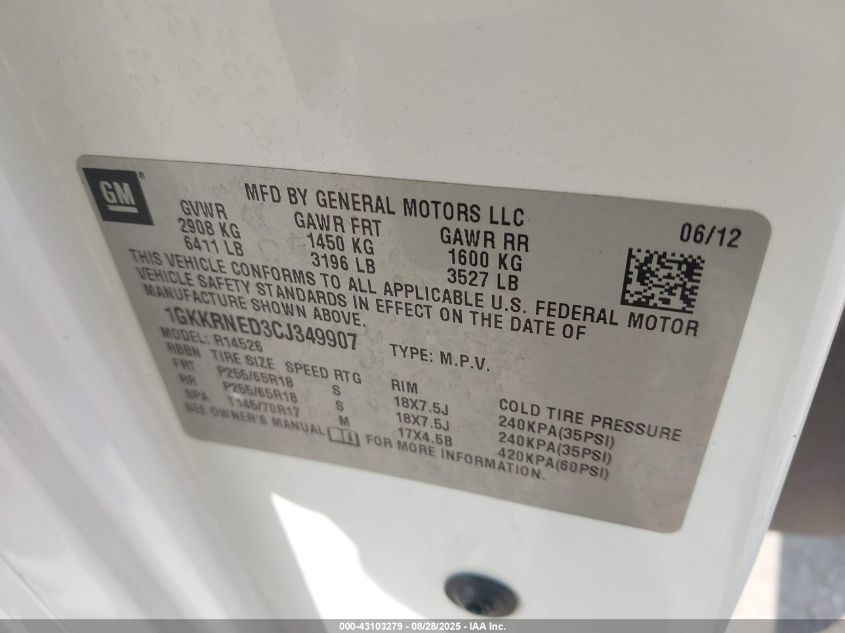 GM
MFD BY GENERAL MOTORS LLC
06/12
GVWR GAWR FRT GAWR RR
2908 KG 1450 KG 1600 KG
6411 LB 3196 LB 3527 LB
THIS VEHICLE CONFORMS TO ALL APPLICABLE U.S. FEDERAL MOTOR
VEHICLE SAFETY STANDARDS IN EFFECT ON THE DATE OF
MANUFACTURE SHOWN ABOVE.
1GKKRNED3CJ349907 TYPE: M.P.V.
MODEL: R14526
RBBN TIRE SIZE SPEED RTG RIM COLD TIRE PRESSURE
FRT P255/65R18 S 18X7.5J 240KPA(35PSI)
RR P255/65R18 S 18X7.5J 240KPA(35PSI)
SPA T145/70R17 M 17X4.5B 420KPA(60PSI)
SEE OWNER'S MANUAL FOR MORE INFORMATION.
000-43103279 - 08/28/2025 - IAA Inc.